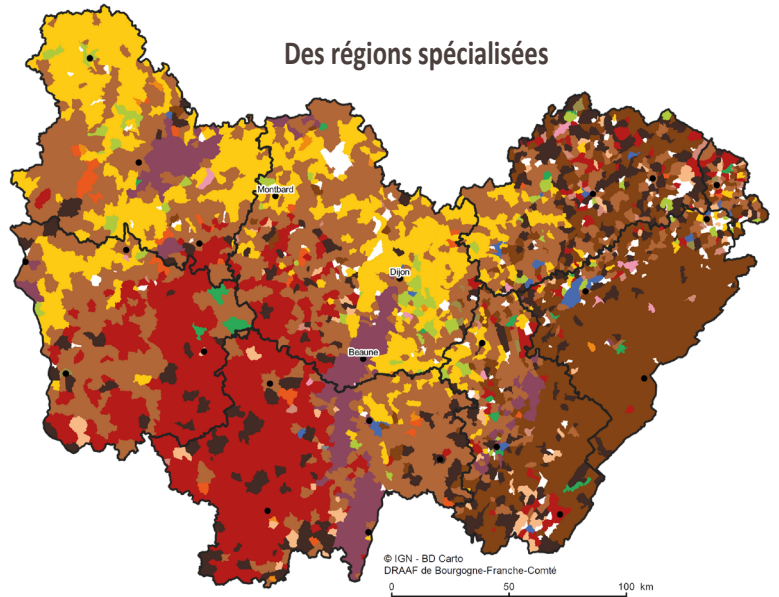 Des régions spécialisées
Montbard
Dijon
Beaune
© IGN - BD Carto
DRAAF de Bourgogne-Franche-Comté
0 50 100 km